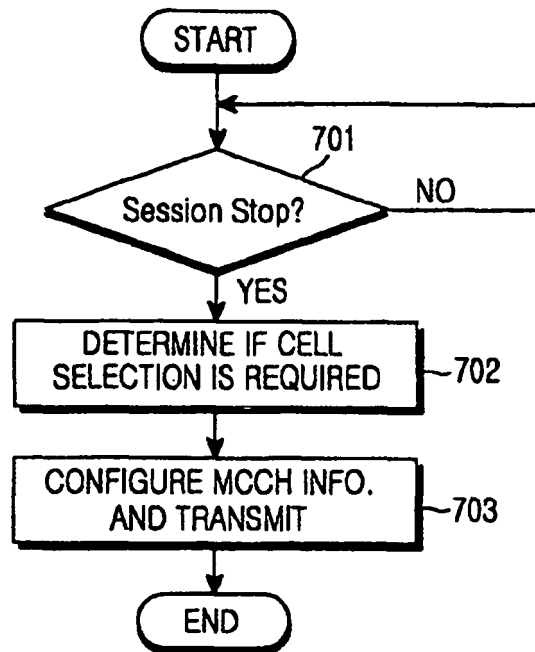 START
701
Session Stop?
NO
YES
DETERMINE IF CELL
SELECTION IS REQUIRED
702
CONFIGURE MCCH INFO.
AND TRANSMIT
703
END